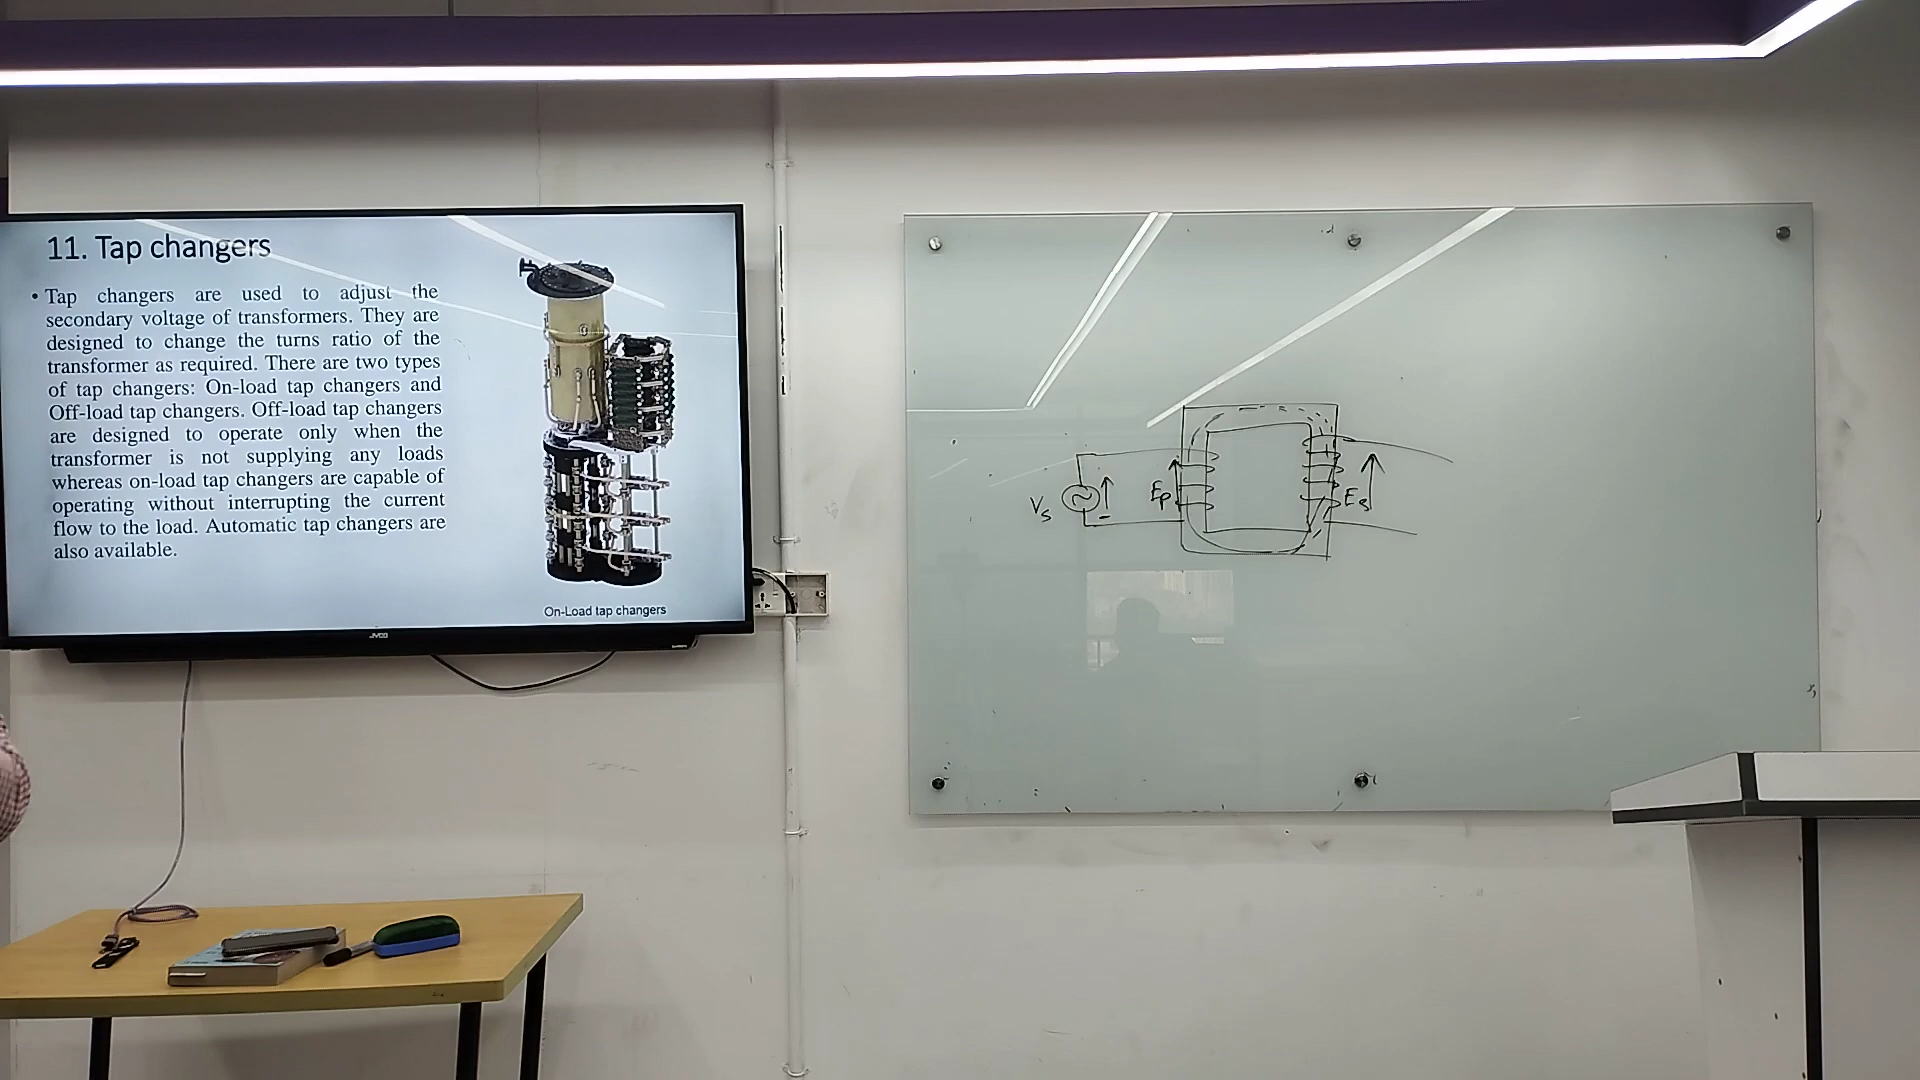 11. Tap changers
• Tap changers are used to adjust the
secondary voltage of transformers. They are
designed to change the turns ratio of the
transformer as required. There are two types
of tap changers: On-load tap changers and
Off-load tap changers. Off-load tap changers
are designed to operate only when the
transformer is not supplying any loads
whereas on-load tap changers are capable of
operating without interrupting the current
flow to the load. Automatic tap changers are
also available.
On-Load tap changers
JVCO
Vs
Ep
Es